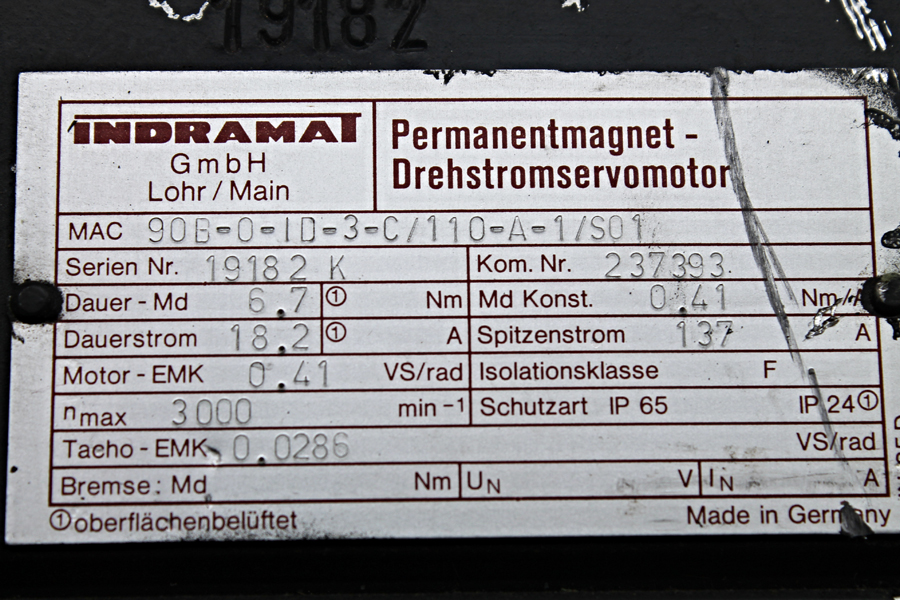 19182
INDRAMAT
GmbH
Lohr / Main
Permanentmagnet -
Drehstromservomotor
MAC 90B-0-ID-3-C/110-A-1/S01
Serien Nr. 19182 K Kom. Nr. 237393
Dauer - Md 6.7 ① Nm Md Konst. 0.41 Nm/A
Dauerstrom 18.2 ① A Spitzenstrom 137 A
Motor - EMK 0.41 VS/rad Isolationsklasse F
nmax 3000 min -1 Schutzart IP 65 IP 24①
Tacho - EMK 0.0286 VS/rad
Bremse: Md Nm UN V IN A
①oberflächenbelüftet Made in Germany